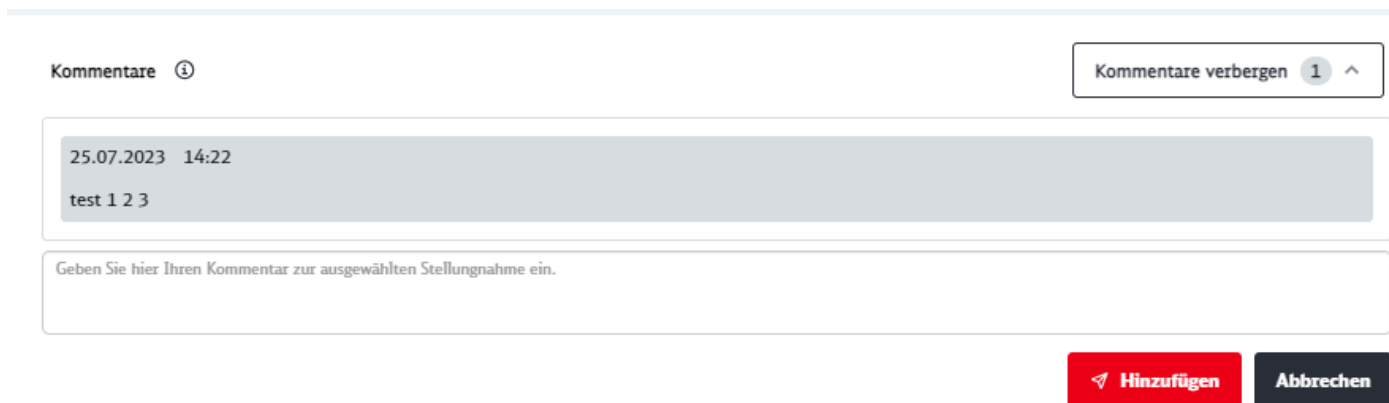 Kommentare
Kommentare verbergen 1
25.07.2023 14:22
test 1 2 3
Geben Sie hier Ihren Kommentar zur ausgewählten Stellungnahme ein.
Hinzufügen Abbrechen